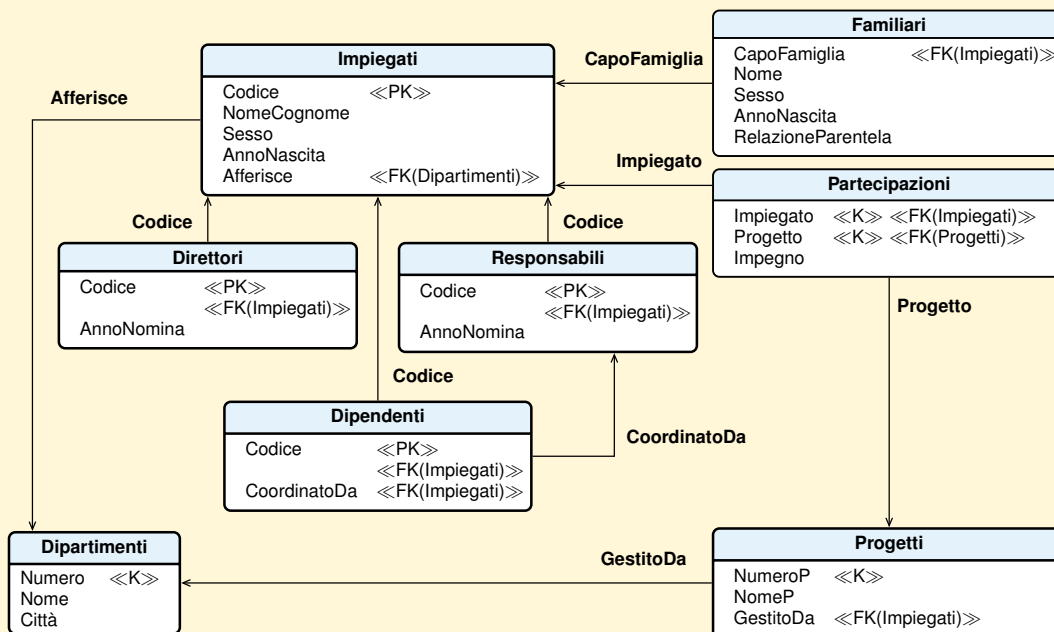 Familiari
CapoFamiglia ≪FK(Impiegati)≫
Nome
Sesso
AnnoNascita
RelazioneParentela
Impiegati
Codice ≪PK≫
NomeCognome
Sesso
AnnoNascita
Afferisce ≪FK(Dipartimenti)≫
CapoFamiglia
Afferisce
Impiegato
Partecipazioni
Impiegato ≪K≫ ≪FK(Impiegati)≫
Progetto ≪K≫ ≪FK(Progetti)≫
Impegno
Codice
Codice
Direttori
Codice ≪PK≫
≪FK(Impiegati)≫
AnnoNomina
Responsabili
Codice ≪PK≫
≪FK(Impiegati)≫
AnnoNomina
Progetto
Codice
Dipendenti
Codice ≪PK≫
≪FK(Impiegati)≫
CoordinatoDa ≪FK(Impiegati)≫
CoordinatoDa
Dipartimenti
Numero ≪K≫
Nome
Città
GestitoDa
Progetti
NumeroP ≪K≫
NomeP
GestitoDa ≪FK(Impiegati)≫